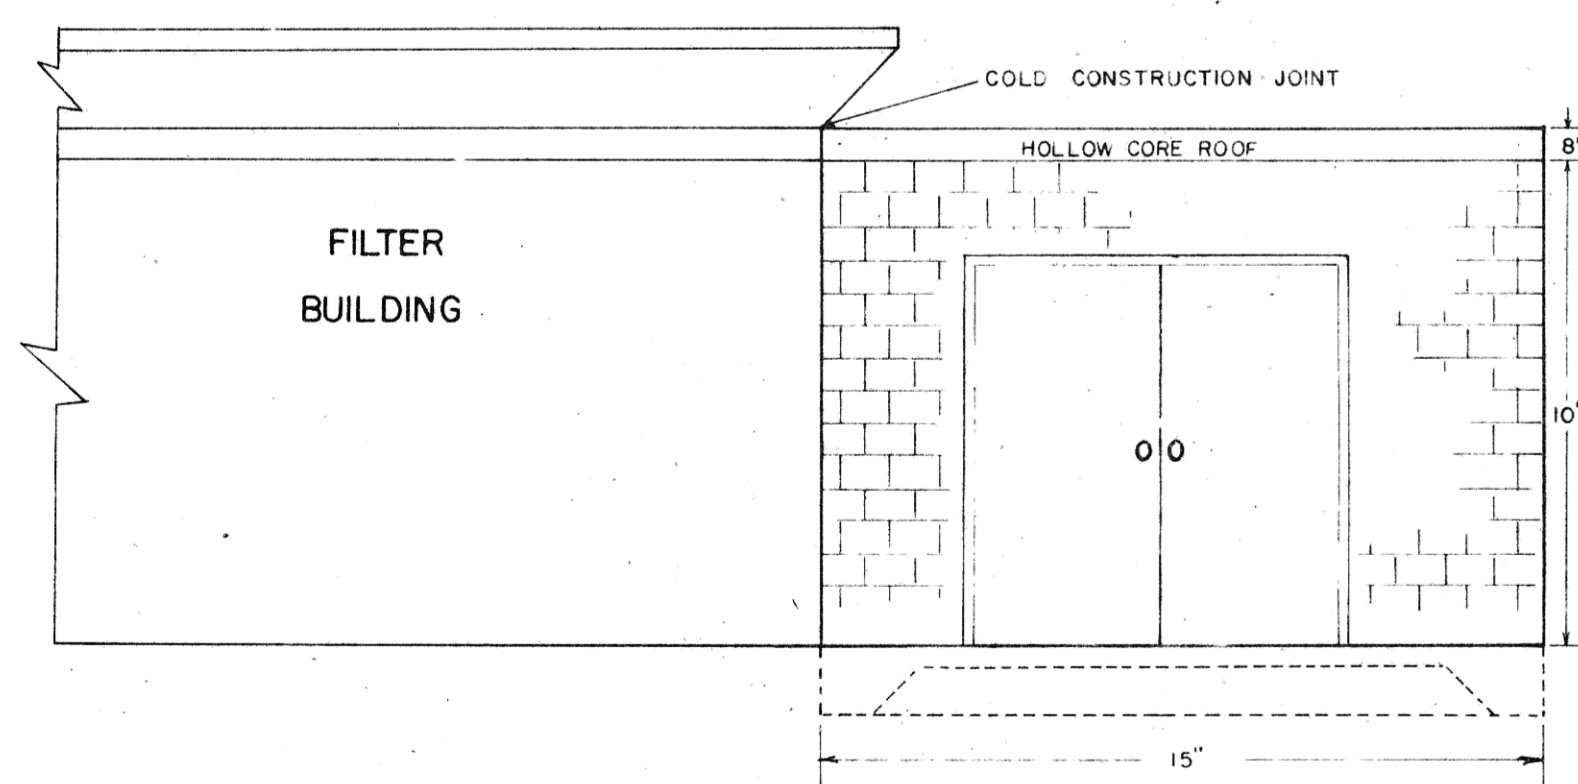 COLD CONSTRUCTION JOINT
HOLLOW CORE ROOF
8"
FILTER
BUILDING
10'
15"